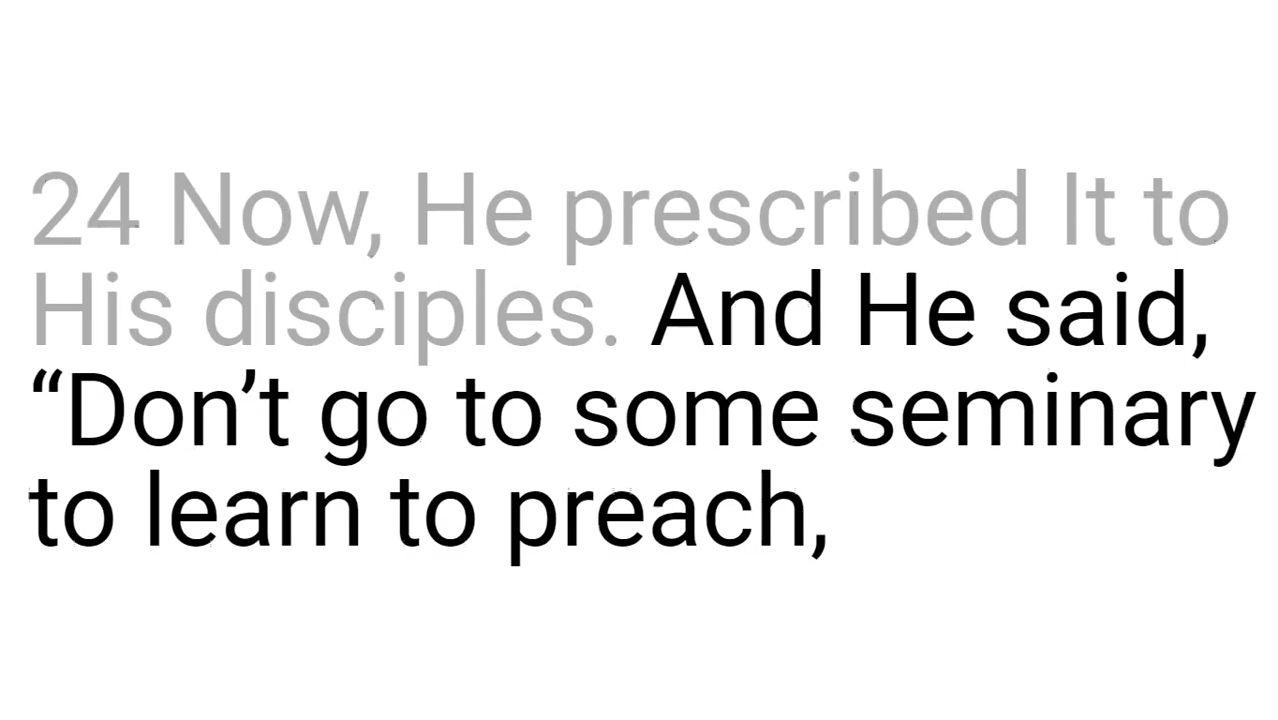 24 Now, He prescribed It to
His disciples. And He said,
“Don’t go to some seminary
to learn to preach,